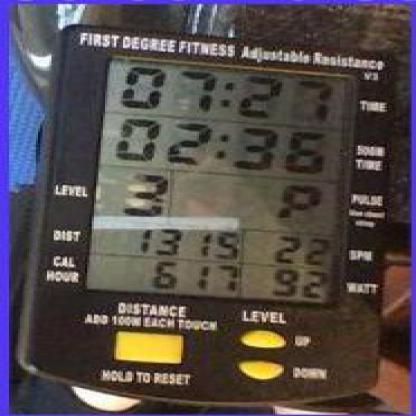 FIRST DEGREE FITNESS Adjustable Resistance
V3
07:27 TIME
02:36 500M TIME
LEVEL P PULSE
DIST 1315 22 SPM
CAL HOUR 617 92 WATT
DISTANCE
ADD 100M EACH TOUCH
HOLD TO RESET
LEVEL
UP
DOWN